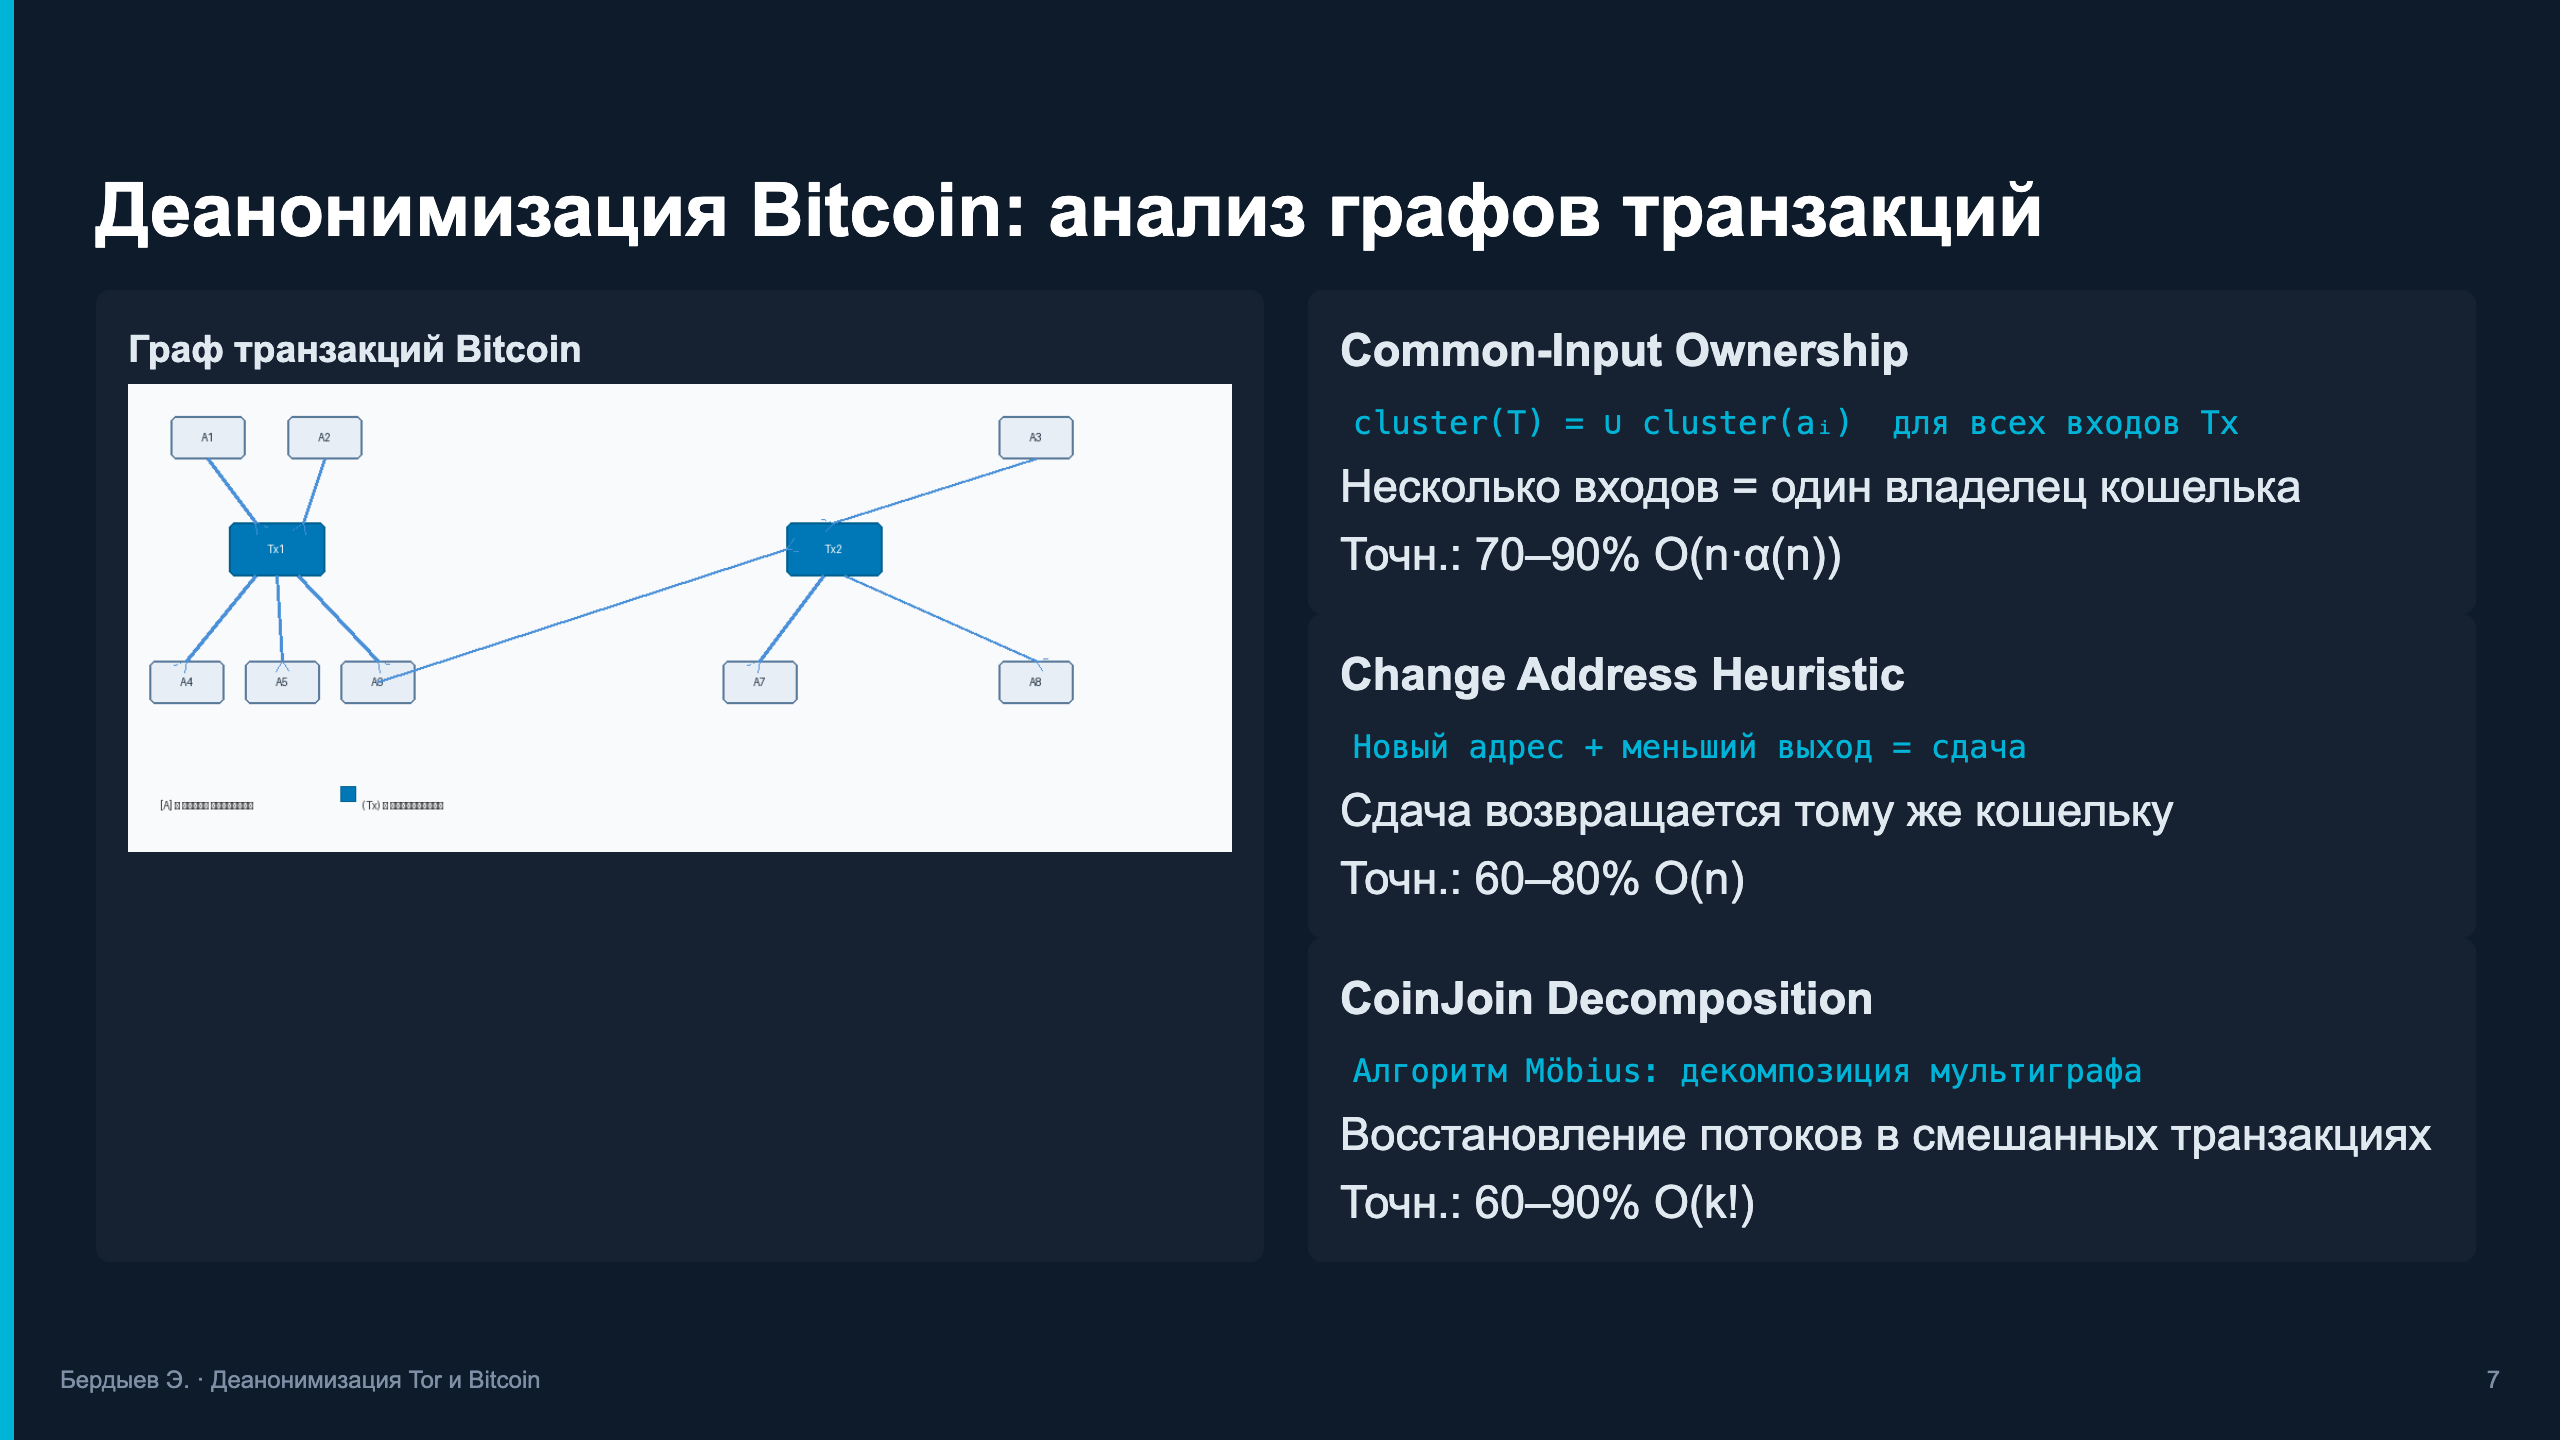 Деанонимизация Bitcoin: анализ графов транзакций
Граф транзакций Bitcoin
A1
A2
A3
Tx1
Tx2
A4
A5
A7
A8
[A]
(Tx)
Common-Input Ownership
cluster(T) = ∪ cluster(aᵢ) для всех входов Tx
Несколько входов = один владелец кошелька
Точн.: 70–90% O(n·α(n))
Change Address Heuristic
Новый адрес + меньший выход = сдача
Сдача возвращается тому же кошельку
Точн.: 60–80% O(n)
CoinJoin Decomposition
Алгоритм Möbius: декомпозиция мультиграфа
Восстановление потоков в смешанных транзакциях
Точн.: 60–90% O(k!)
Бердыев Э. · Деанонимизация Tor и Bitcoin
7